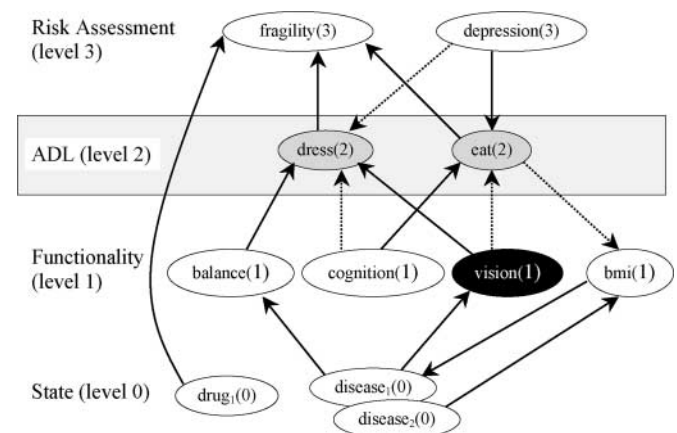 Risk Assessment
(level 3)
fragility(3)
depression(3)
ADL (level 2)
dress(2)
eat(2)
Functionality
(level 1)
balance(1)
cognition(1)
vision(1)
bmi(1)
State (level 0)
drug₁(0)
disease₁(0)
disease₂(0)